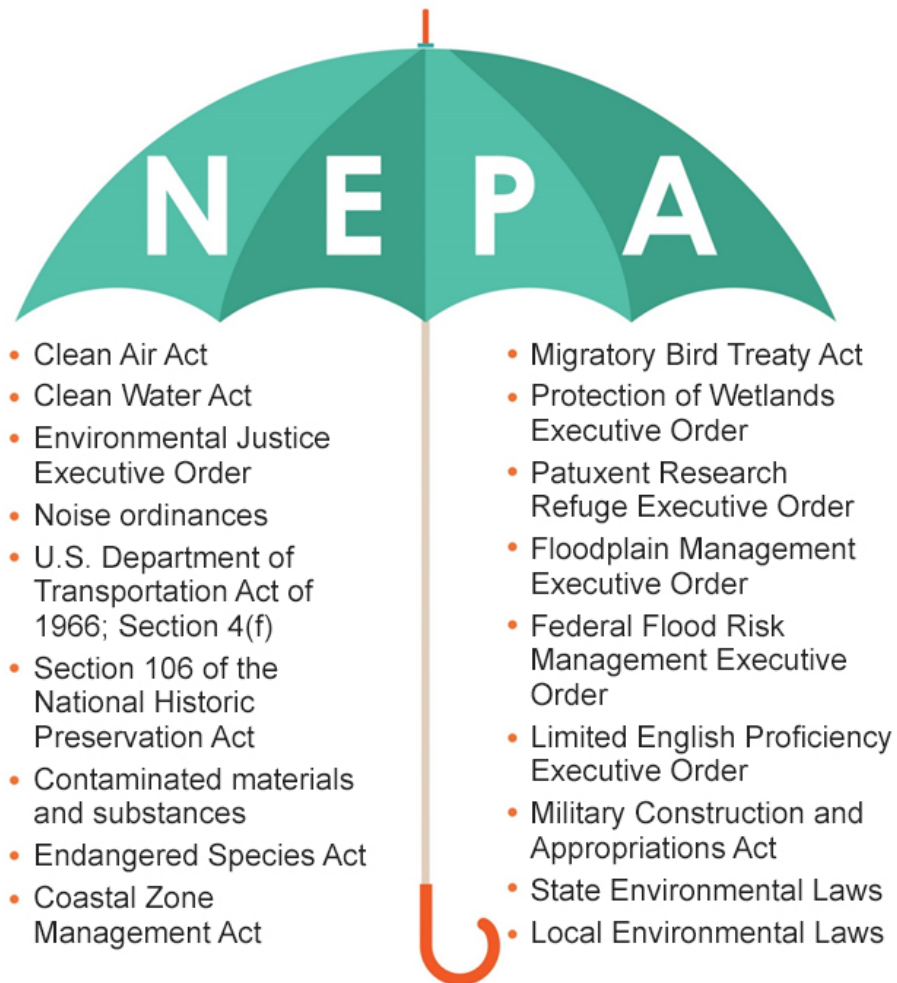 NEPA
Clean Air Act
Clean Water Act
Environmental Justice
Executive Order
Noise ordinances
U.S. Department of
Transportation Act of
1966; Section 4(f)
Section 106 of the
National Historic
Preservation Act
Contaminated materials
and substances
Endangered Species Act
Coastal Zone
Management Act
Migratory Bird Treaty Act
Protection of Wetlands
Executive Order
Patuxent Research
Refuge Executive Order
Floodplain Management
Executive Order
Federal Flood Risk
Management Executive
Order
Limited English Proficiency
Executive Order
Military Construction and
Appropriations Act
State Environmental Laws
Local Environmental Laws